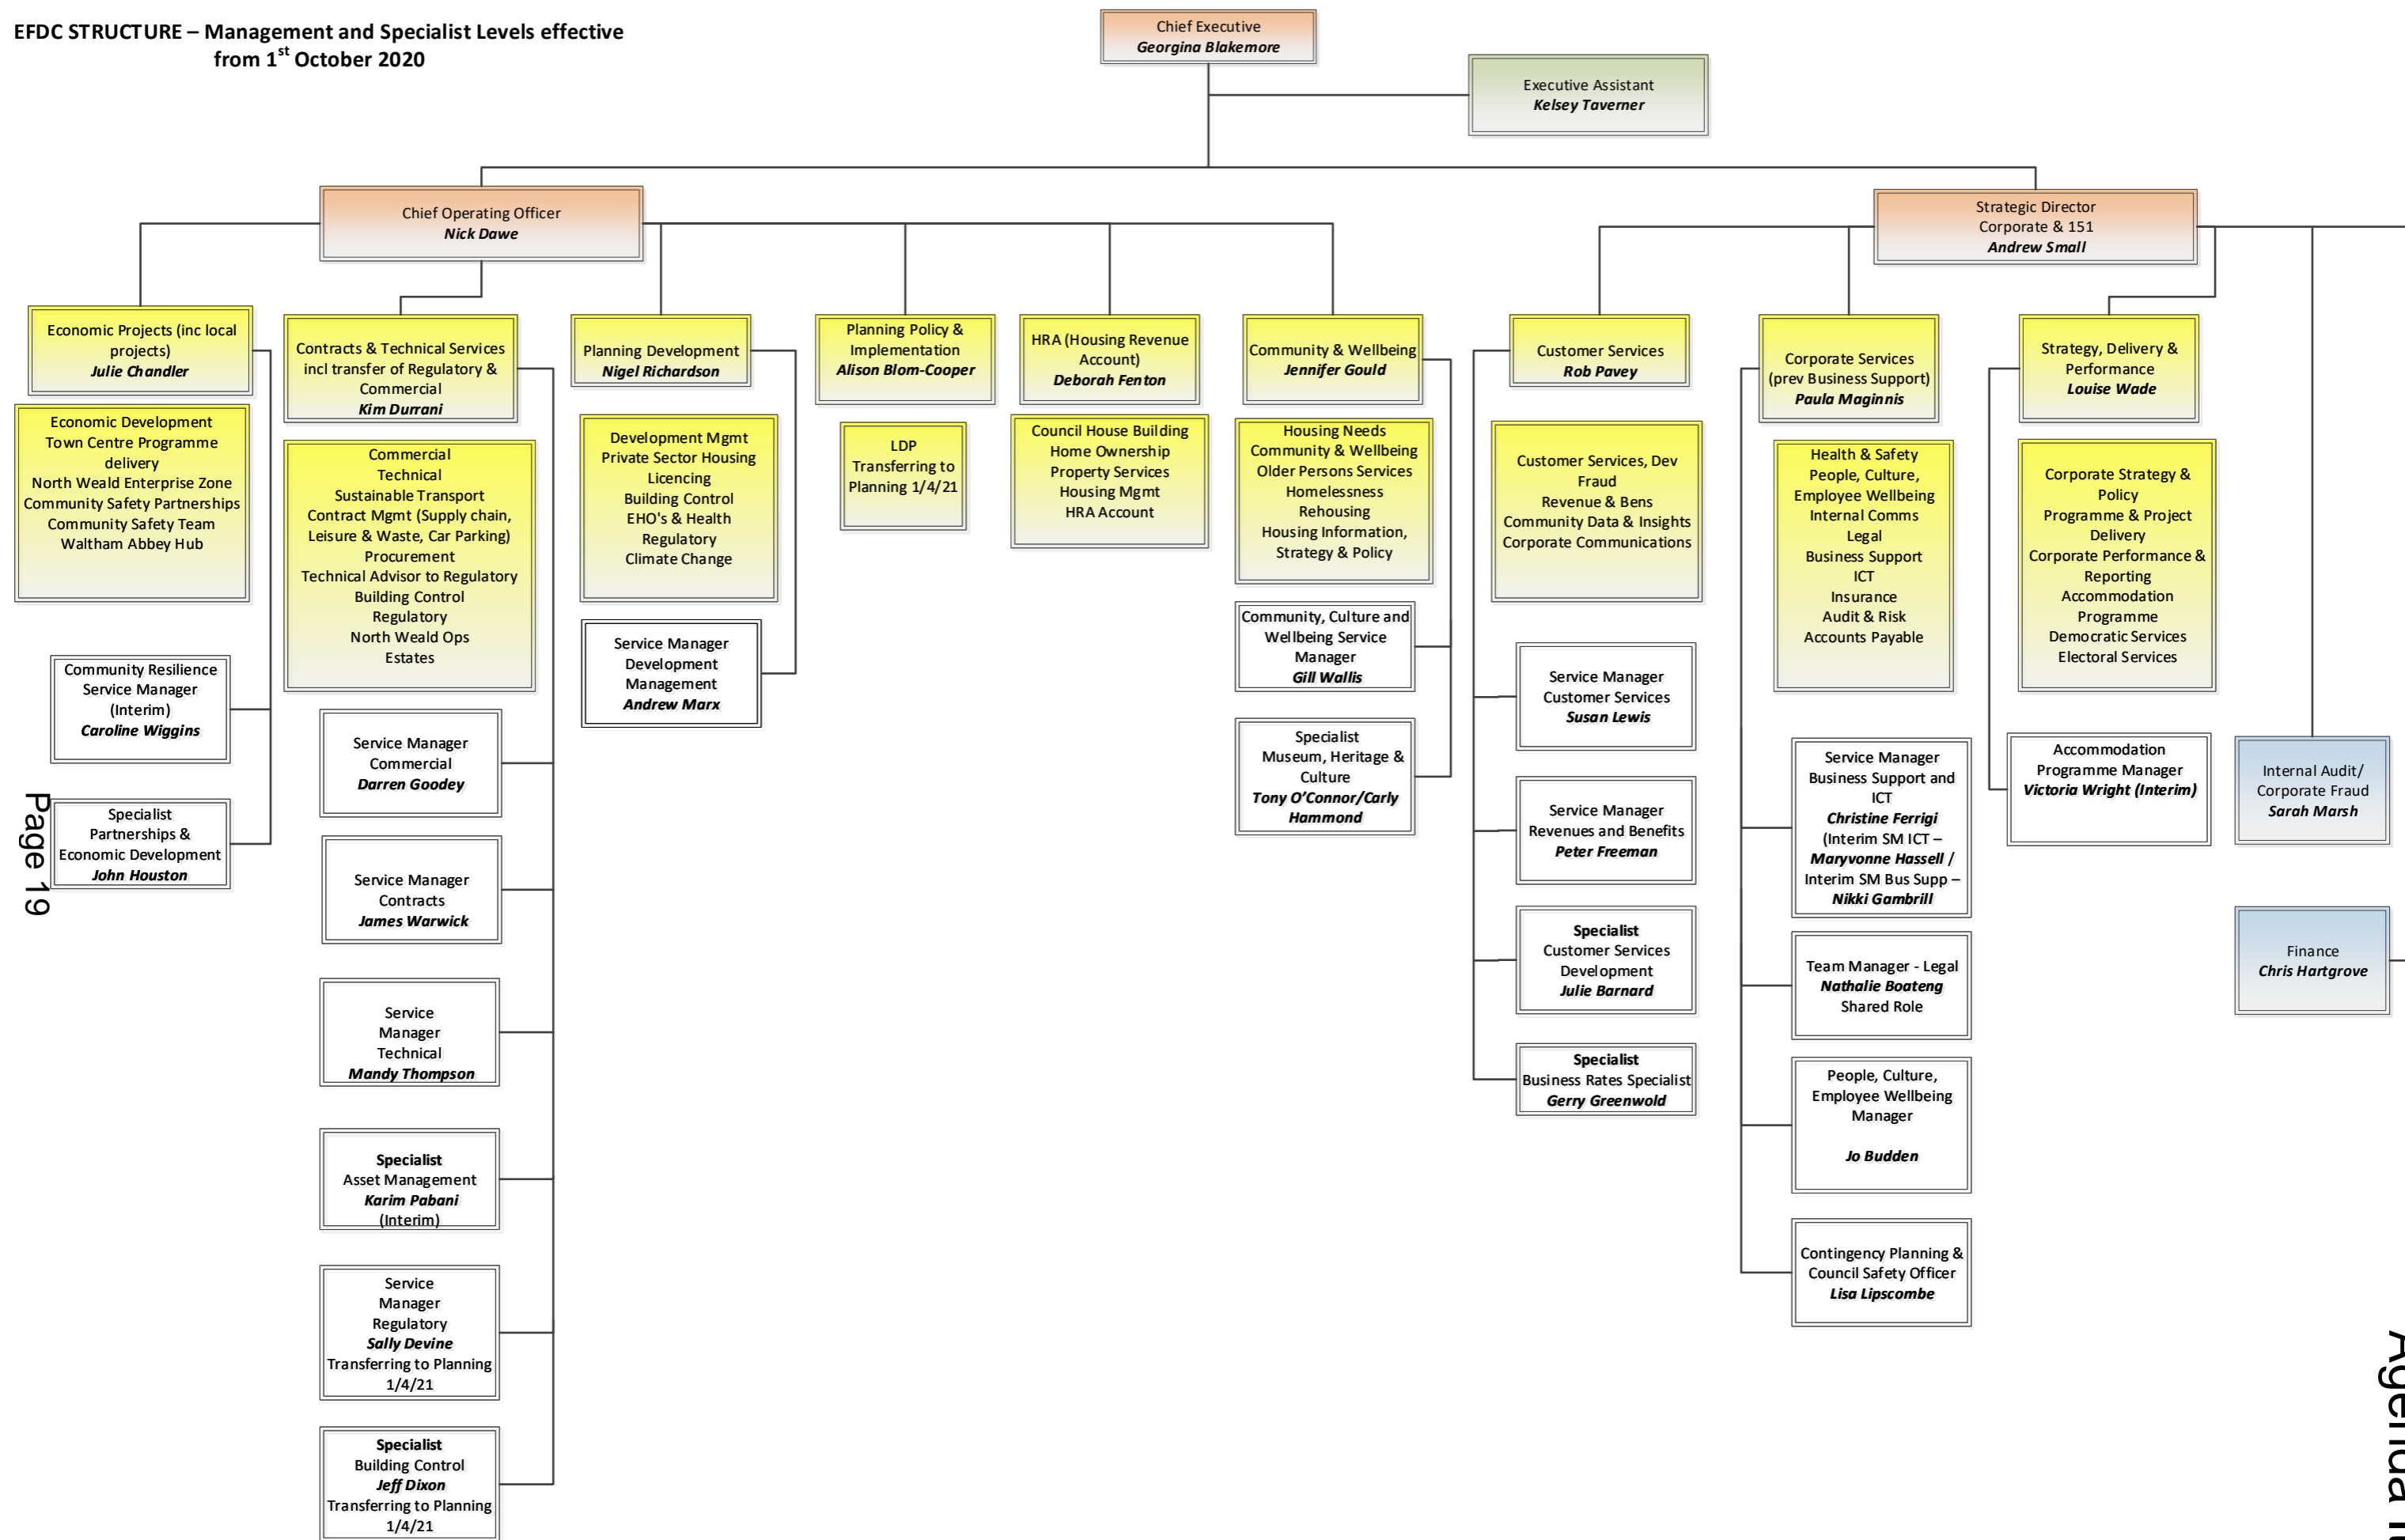 EFDC STRUCTURE – Management and Specialist Levels effective
from 1st October 2020
Chief Executive
Georgina Blakemore
Executive Assistant
Kelsey Taverner
Chief Operating Officer
Nick Dawe
Strategic Director
Corporate & 151
Andrew Small
Economic Projects (inc local
projects)
Julie Chandler
Economic Development
Town Centre Programme
delivery
North Weald Enterprise Zone
Community Safety Partnerships
Community Safety Team
Waltham Abbey Hub
Community Resilience
Service Manager
(Interim)
Caroline Wiggins
Specialist
Partnerships &
Economic Development
John Houston
Contracts & Technical Services
incl transfer of Regulatory &
Commercial
Kim Durrani
Commercial
Technical
Sustainable Transport
Contract Mgmt (Supply chain,
Leisure & Waste, Car Parking)
Procurement
Technical Advisor to Regulatory
Building Control
Regulatory
North Weald Ops
Estates
Service Manager
Commercial
Darren Goodey
Service Manager
Contracts
James Warwick
Service
Manager
Technical
Mandy Thompson
Specialist
Asset Management
Karim Pabani
(Interim)
Service
Manager
Regulatory
Sally Devine
Transferring to Planning
1/4/21
Specialist
Building Control
Jeff Dixon
Transferring to Planning
1/4/21
Planning Development
Nigel Richardson
Development Mgmt
Private Sector Housing
Licencing
Building Control
EHO's & Health
Regulatory
Climate Change
Service Manager
Development
Management
Andrew Marx
Planning Policy &
Implementation
Alison Blom-Cooper
LDP
Transferring to
Planning 1/4/21
HRA (Housing Revenue
Account)
Deborah Fenton
Council House Building
Home Ownership
Property Services
Housing Mgmt
HRA Account
Community & Wellbeing
Jennifer Gould
Housing Needs
Community & Wellbeing
Older Persons Services
Homelessness
Rehousing
Housing Information,
Strategy & Policy
Community, Culture and
Wellbeing Service
Manager
Gill Wallis
Specialist
Museum, Heritage &
Culture
Tony O’Connor/Carly
Hammond
Customer Services
Rob Pavey
Customer Services, Dev
Fraud
Revenue & Bens
Community Data & Insights
Corporate Communications
Service Manager
Customer Services
Susan Lewis
Service Manager
Revenues and Benefits
Peter Freeman
Specialist
Customer Services
Development
Julie Barnard
Specialist
Business Rates Specialist
Gerry Greenwold
Corporate Services
(prev Business Support)
Paula Maginnis
Health & Safety
People, Culture,
Employee Wellbeing
Internal Comms
Legal
Business Support
ICT
Insurance
Audit & Risk
Accounts Payable
Service Manager
Business Support and
ICT
Christine Ferrigi
(Interim SM ICT –
Maryvonne Hassell /
Interim SM Bus Supp –
Nikki Gambrill
Team Manager - Legal
Nathalie Boateng
Shared Role
People, Culture,
Employee Wellbeing
Manager
Jo Budden
Contingency Planning &
Council Safety Officer
Lisa Lipscombe
Strategy, Delivery &
Performance
Louise Wade
Corporate Strategy &
Policy
Programme & Project
Delivery
Corporate Performance &
Reporting
Accommodation
Programme
Democratic Services
Electoral Services
Accommodation
Programme Manager
Victoria Wright (Interim)
Internal Audit/
Corporate Fraud
Sarah Marsh
Finance
Chris Hartgrove
Page 19
Agenda